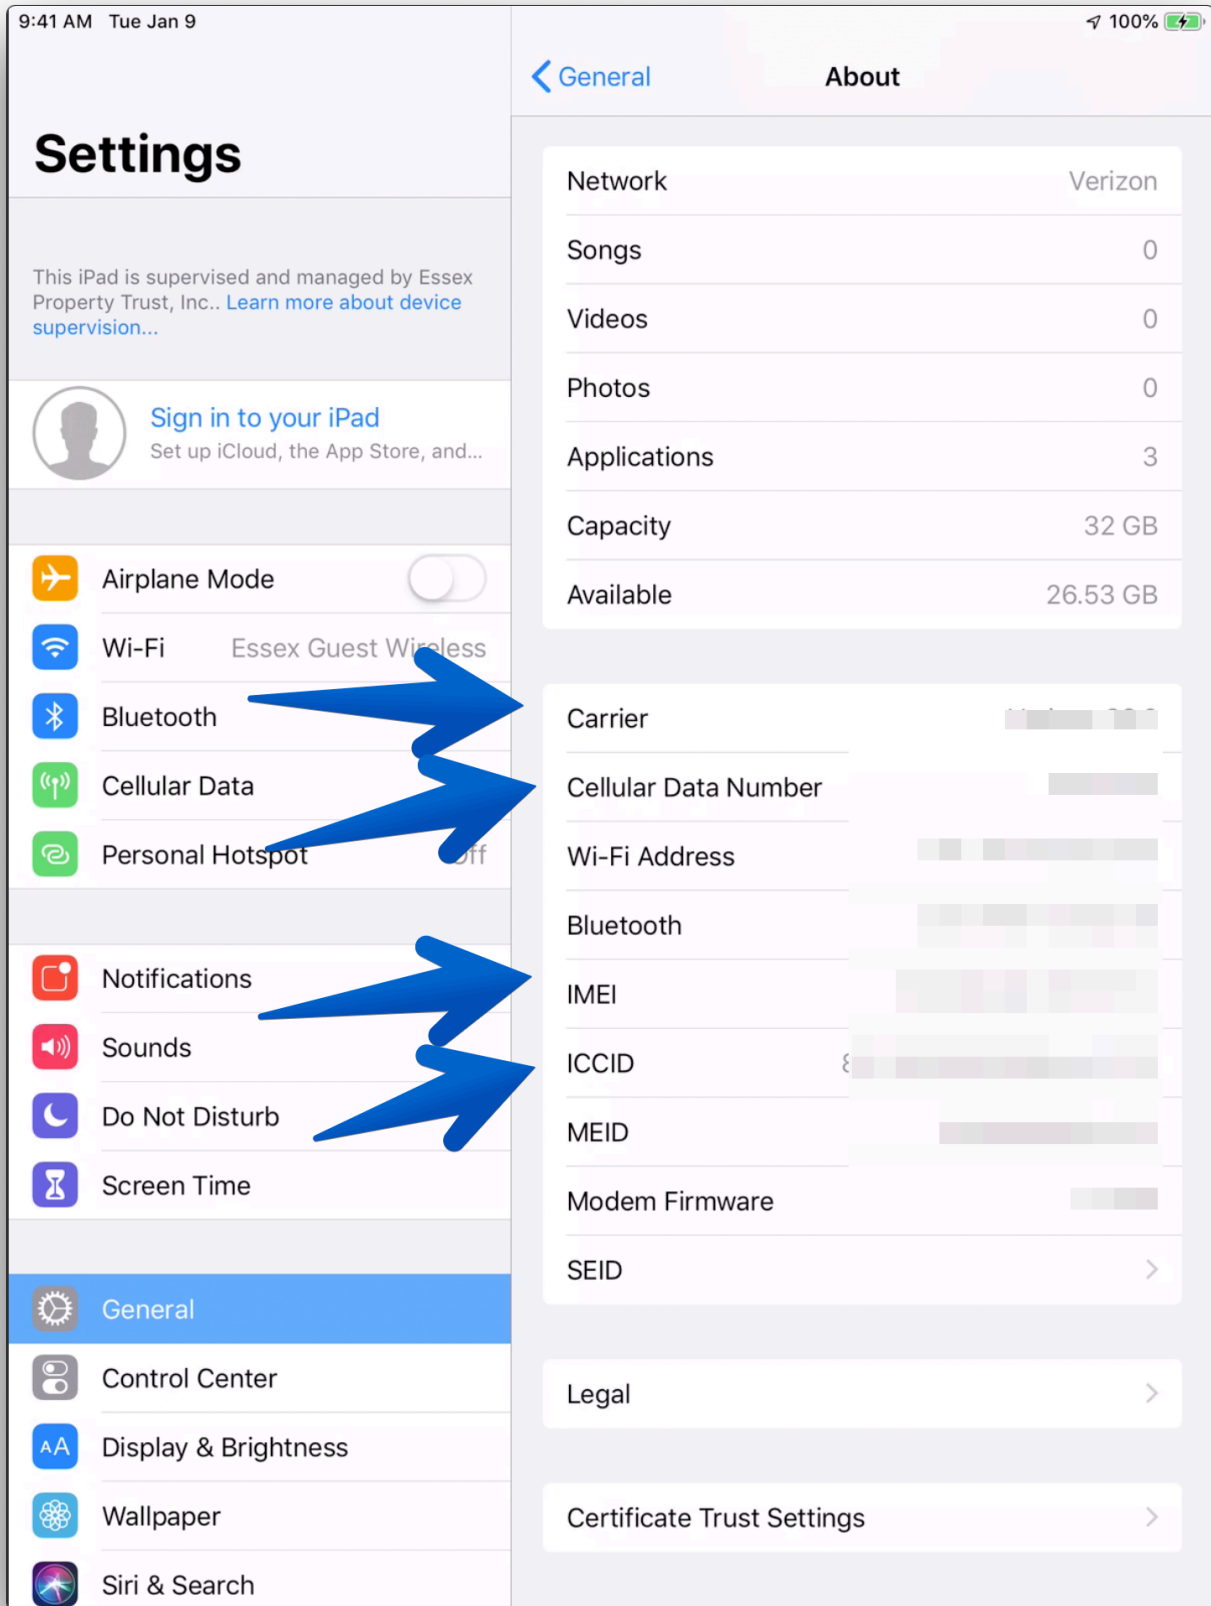 9:41 AM Tue Jan 9
100%
Settings
This iPad is supervised and managed by Essex
Property Trust, Inc.. Learn more about device
supervision...
Sign in to your iPad
Set up iCloud, the App Store, and...
Airplane Mode
Wi-Fi Essex Guest Wireless
Bluetooth
Cellular Data
Personal Hotspot Off
Notifications
Sounds
Do Not Disturb
Screen Time
General
Control Center
AA Display & Brightness
Wallpaper
Siri & Search
General
About
Network Verizon
Songs 0
Videos 0
Photos 0
Applications 3
Capacity 32 GB
Available 26.53 GB
Carrier
Cellular Data Number
Wi-Fi Address
Bluetooth
IMEI
ICCID
MEID
Modem Firmware
SEID
Legal
Certificate Trust Settings